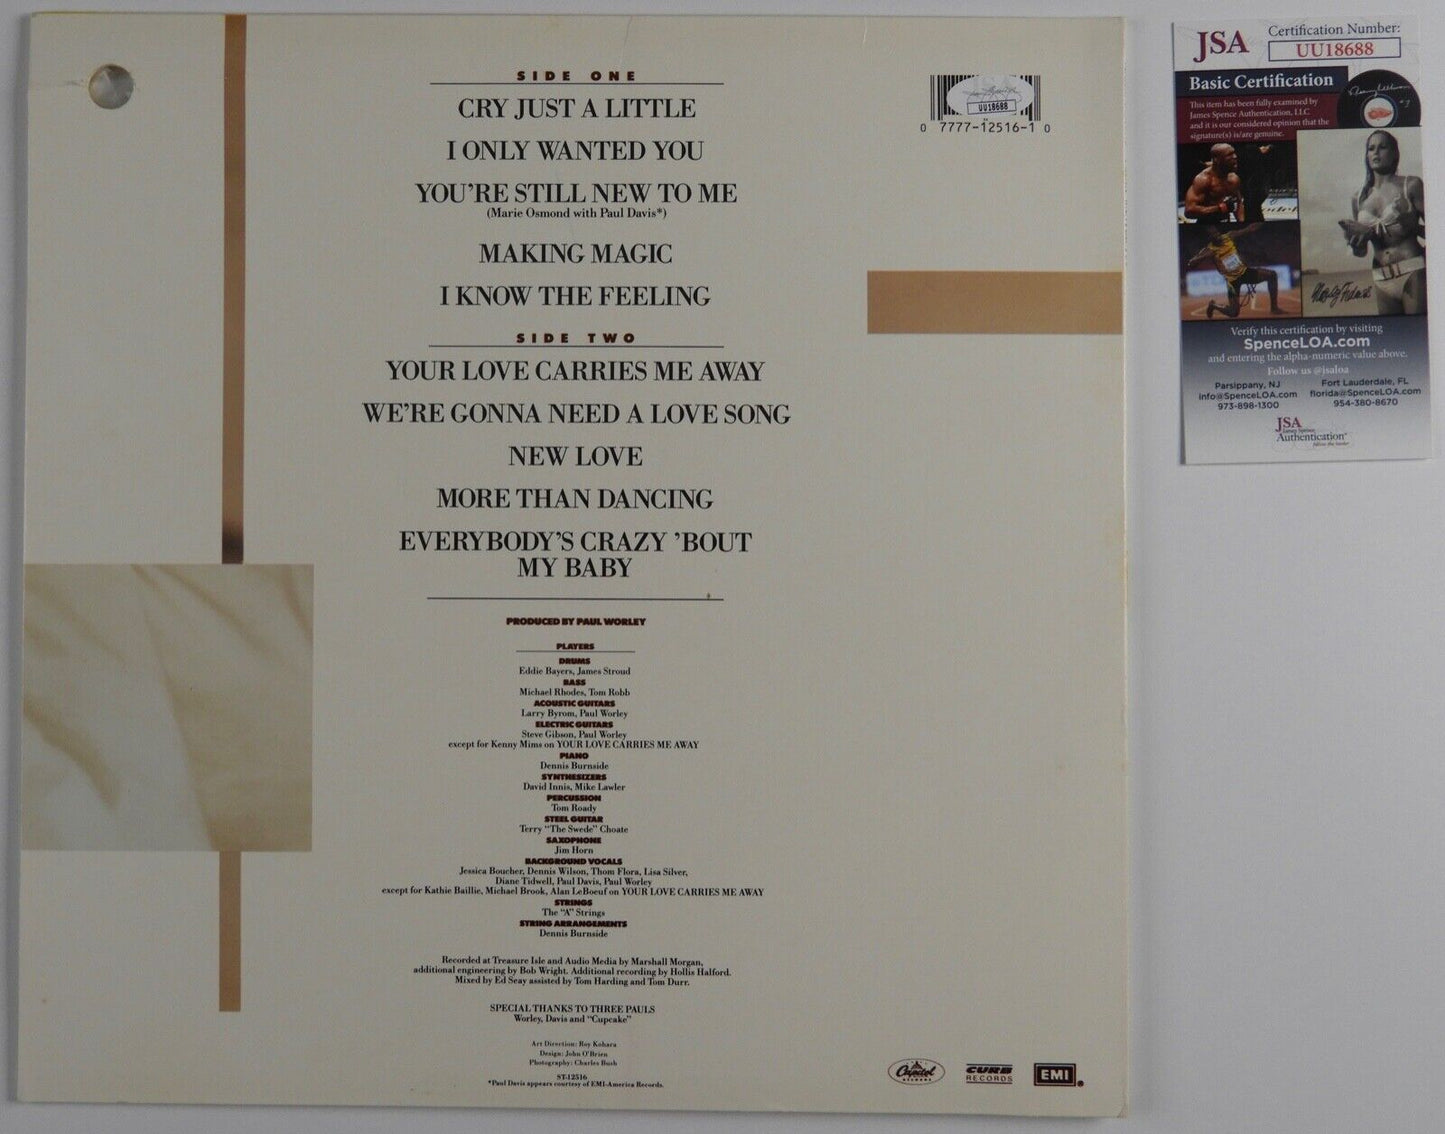 SIDE ONE
CRY JUST A LITTLE
I ONLY WANTED YOU
YOU'RE STILL NEW TO ME
(Marie Osmond with Paul Davis*)
MAKING MAGIC
I KNOW THE FEELING
SIDE TWO
YOUR LOVE CARRIES ME AWAY
WE'RE GONNA NEED A LOVE SONG
NEW LOVE
MORE THAN DANCING
EVERYBODY'S CRAZY 'BOUT
MY BABY
PRODUCED BY PAUL WORLEY
PLAYERS
DRUMS
Eddie Bayers, James Stroud
BASS
Michael Rhodes, Tom Robb
ACOUSTIC GUITARS
Larry Byrom, Paul Worley
ELECTRIC GUITARS
Steve Gibson, Paul Worley
except for Kenny Mims on YOUR LOVE CARRIES ME AWAY
PIANO
Dennis Burnside
SYNTHESIZERS
David Innis, Mike Lawler
PERCUSSION
Tom Roady
STEEL GUITAR
Terry "The Swede" Choate
SAXOPHONE
Jim Horn
BACKGROUND VOCALS
Jessica Boucher, Dennis Wilson, Thom Flora, Lisa Silver,
Diane Tidwell, Paul Davis, Paul Worley
except for Kathie Baillie, Michael Brook, Alan LeBoeuf on YOUR LOVE CARRIES ME AWAY
STRINGS
The "A" Strings
STRING ARRANGEMENTS
Dennis Burnside
Recorded at Treasure Isle and Audio Media by Marshall Morgan,
additional engineering by Bob Wright. Additional recording by Hollis Halford.
Mixed by Ed Seay assisted by Tom Harding and Tom Durr.
SPECIAL THANKS TO THREE PAULS
Worley, Davis and "Cupcake"
Art Direction: Roy Kohara
Design: John O'Brien
Photography: Charles Bush
ST-12516
*Paul Davis appears courtesy of EMI-America Records.
UU18688
0 7777-12516-1 0
Capitol
RECORDS
CURB
RECORDS
EMI
JSA
Certification Number:
UU18688
Basic Certification
This item has been fully examined by
James Spence Authentication, LLC
and it is our considered opinion that the
signature(s) is/are genuine.
Verify this certification by visiting
SpenceLOA.com
and entering the alpha-numeric value above.
Follow us @jsaloa
Parsippany, NJ
info@SpenceLOA.com
973-898-1300
Fort Lauderdale, FL
florida@SpenceLOA.com
954-380-8670
JSA
James Spence
Authentication